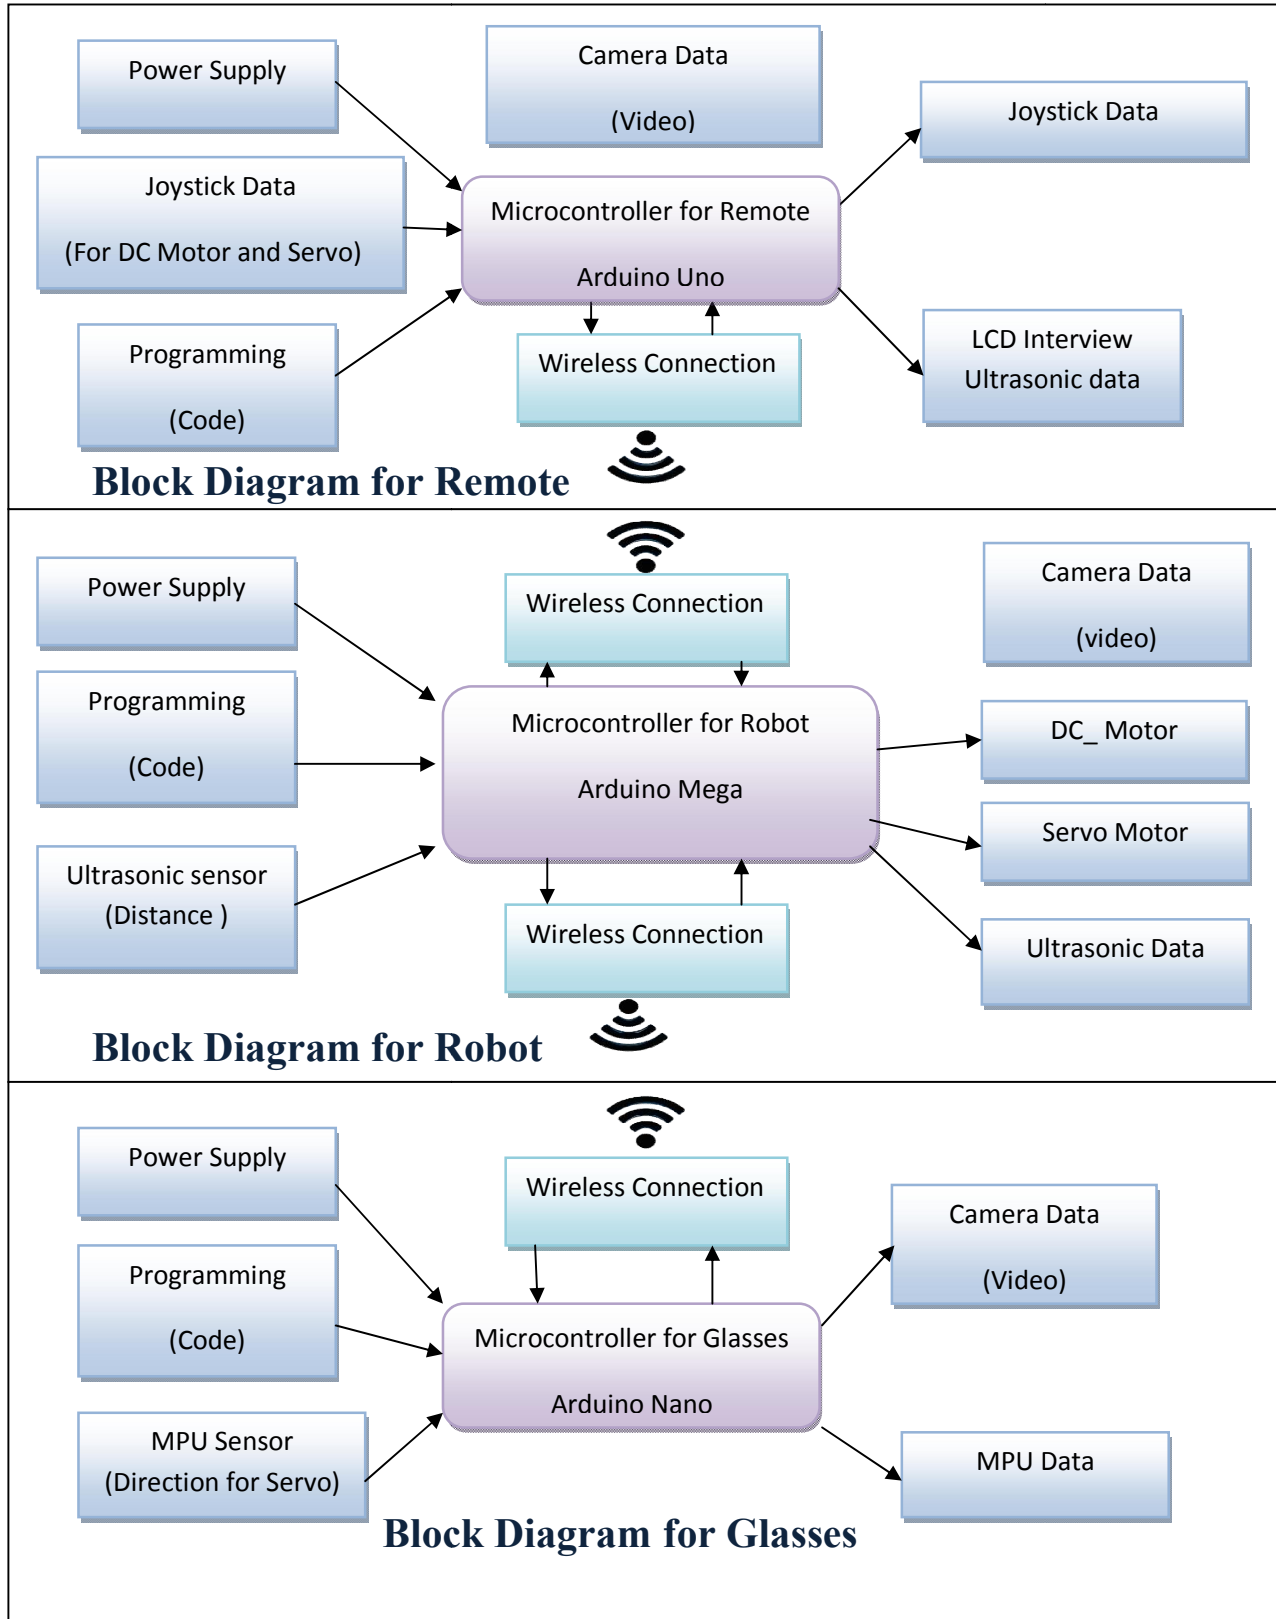 Power Supply
Camera Data
(Video)
Joystick Data
Joystick Data
(For DC Motor and Servo)
Microcontroller for Remote
Arduino Uno
Programming
(Code)
Wireless Connection
LCD Interview
Ultrasonic data
Block Diagram for Remote
Power Supply
Wireless Connection
Camera Data
(video)
Programming
(Code)
Microcontroller for Robot
Arduino Mega
DC_ Motor
Servo Motor
Ultrasonic sensor
(Distance )
Wireless Connection
Ultrasonic Data
Block Diagram for Robot
Power Supply
Wireless Connection
Camera Data
(Video)
Programming
(Code)
Microcontroller for Glasses
Arduino Nano
MPU Sensor
(Direction for Servo)
MPU Data
Block Diagram for Glasses